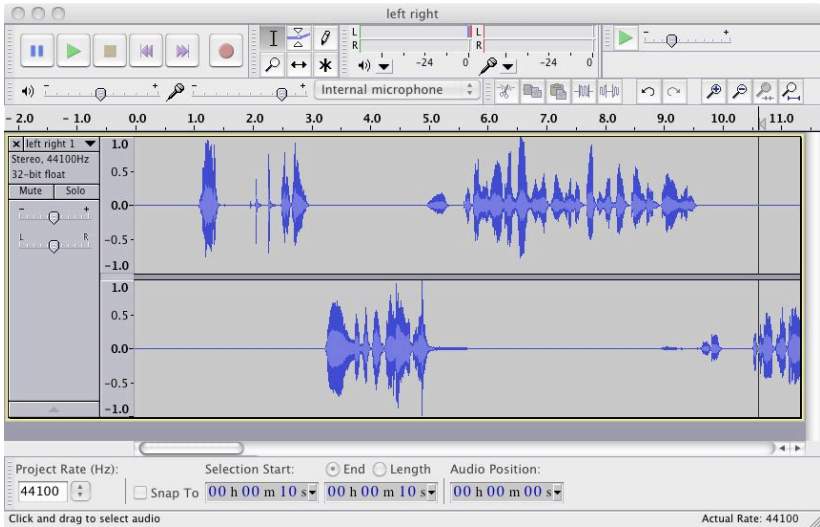 left right
L
R
-24 0
L
R
-24 0
- +
- +
- +
Internal microphone
- 2.0 - 1.0 0.0 1.0 2.0 3.0 4.0 5.0 6.0 7.0 8.0 9.0 10.0 11.0
left right 1
Stereo, 44100Hz
32-bit float
Mute Solo
- +
L R
1.0
0.5
0.0
-0.5
-1.0
1.0
0.5
0.0
-0.5
-1.0
Project Rate (Hz): Selection Start: End Length Audio Position:
44100 Snap To 00 h 00 m 10 s 00 h 00 m 10 s 00 h 00 m 00 s
Click and drag to select audio Actual Rate: 44100